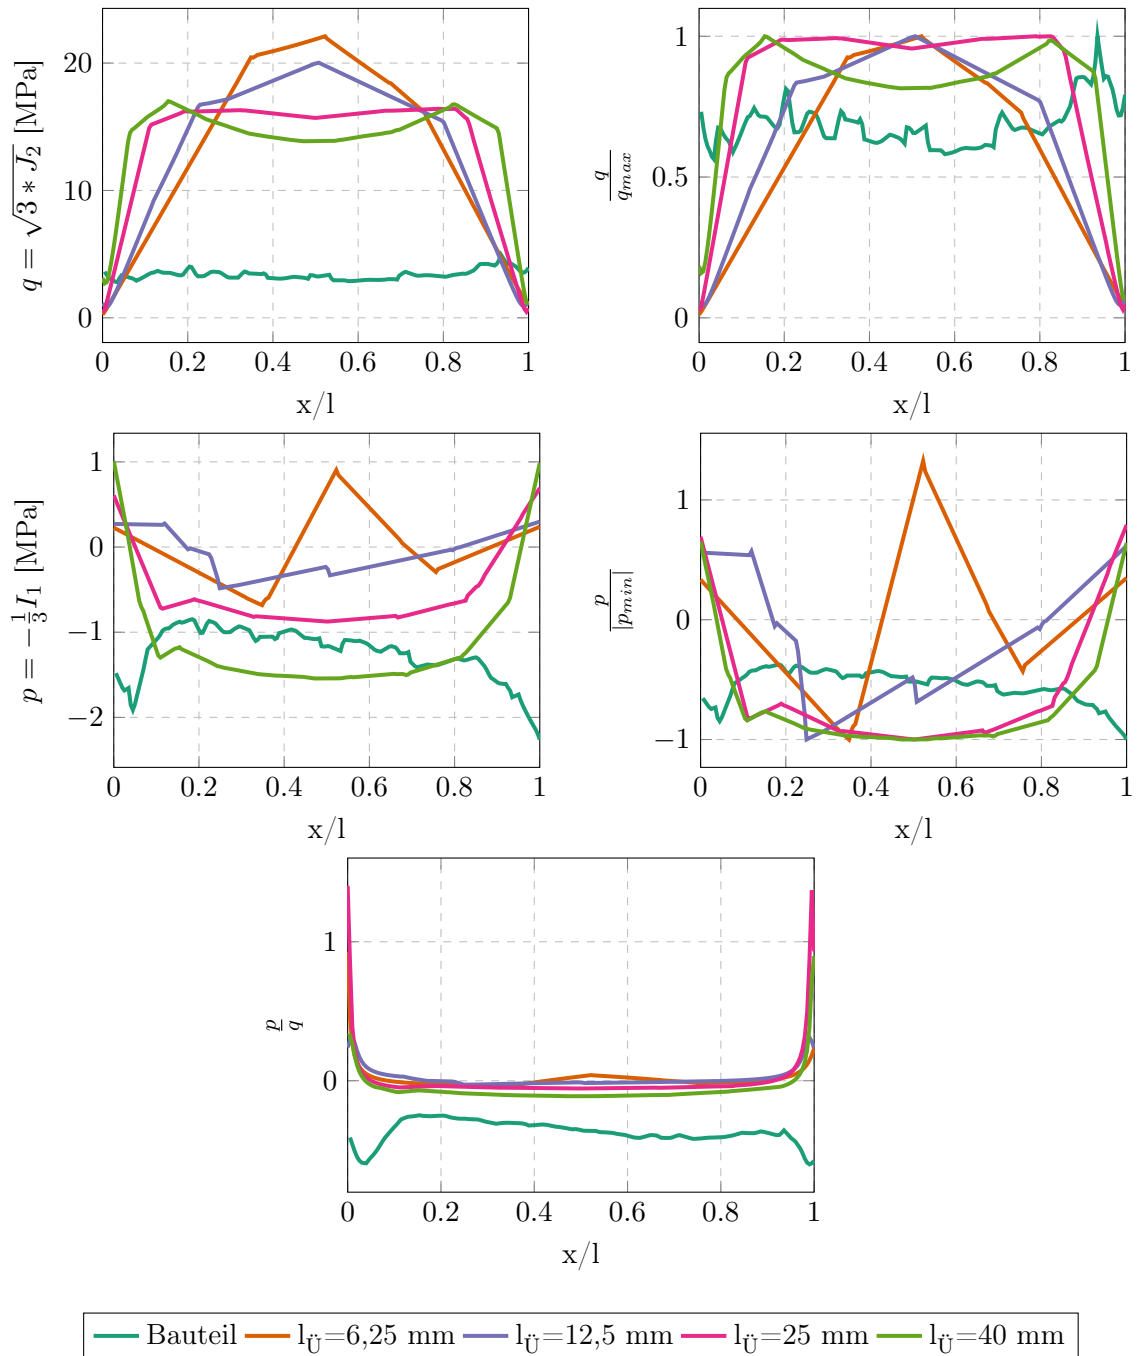 20
10
0
q = √3 * J₂ [MPa]
0 0.2 0.4 0.6 0.8 1
x/l
1
0.5
0
q/q_max
0 0.2 0.4 0.6 0.8 1
x/l
1
0
−1
−2
p = −1/3 I₁ [MPa]
0 0.2 0.4 0.6 0.8 1
x/l
1
0
−1
p/|p_min|
0 0.2 0.4 0.6 0.8 1
x/l
1
0
p/q
0 0.2 0.4 0.6 0.8 1
x/l
Bauteil l_Ü=6,25 mm l_Ü=12,5 mm l_Ü=25 mm l_Ü=40 mm